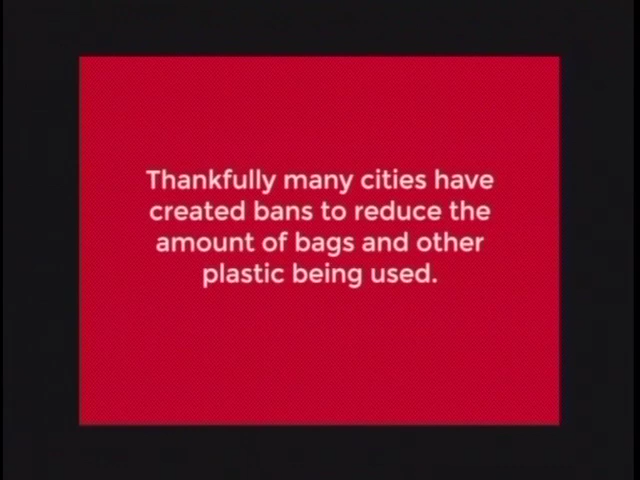 Thankfully many cities have
created bans to reduce the
amount of bags and other
plastic being used.